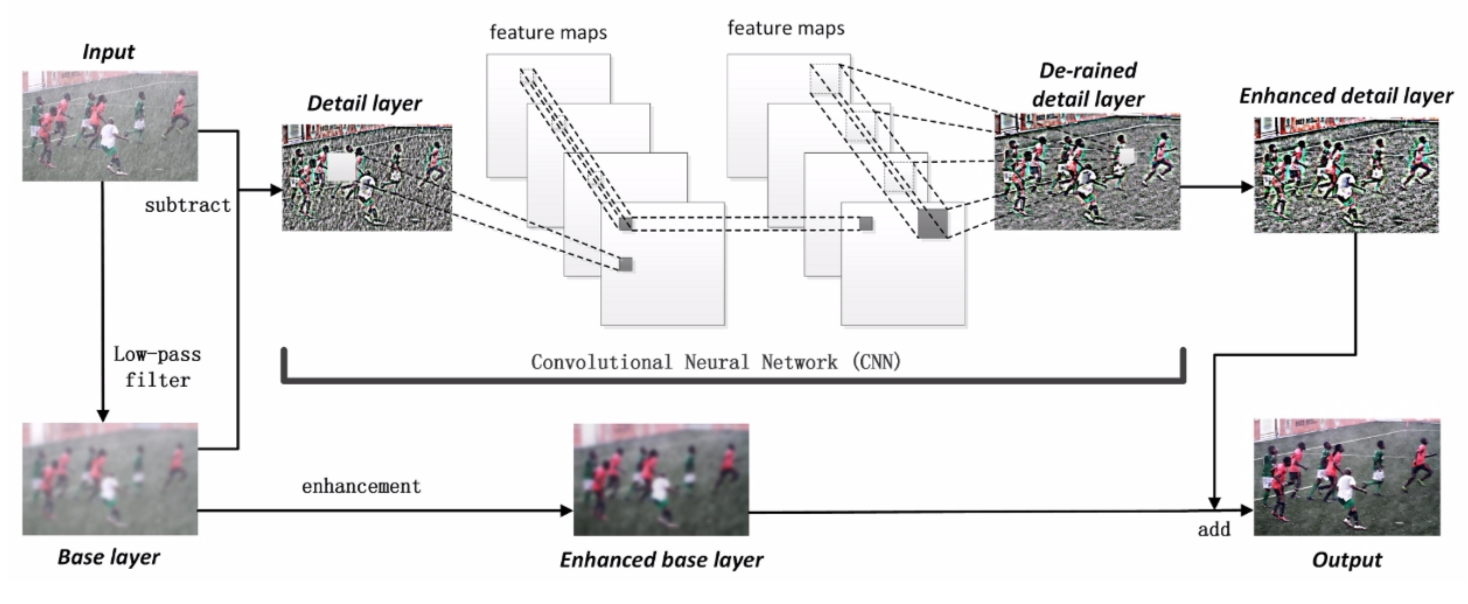 Input
feature maps
feature maps
Detail layer
De-rained
detail layer
Enhanced detail layer
subtract
Low-pass
filter
Convolutional Neural Network (CNN)
enhancement
add
Base layer
Enhanced base layer
Output